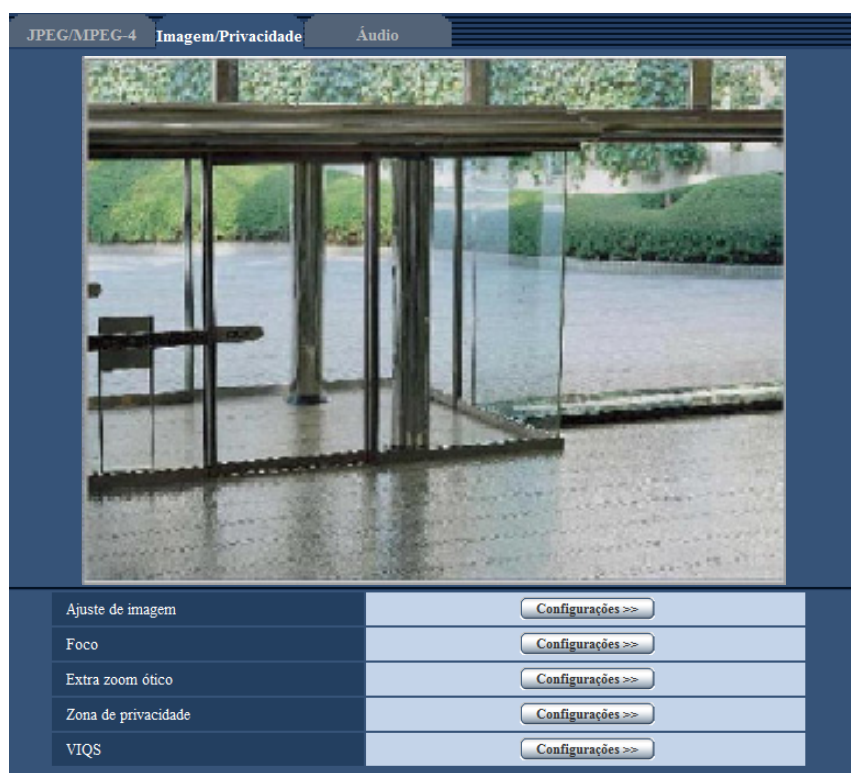 JPEG/MPEG-4 Imagem/Privacidade Áudio
Ajuste de imagem Configurações >>
Foco Configurações >>
Extra zoom ótico Configurações >>
Zona de privacidade Configurações >>
VIQS Configurações >>